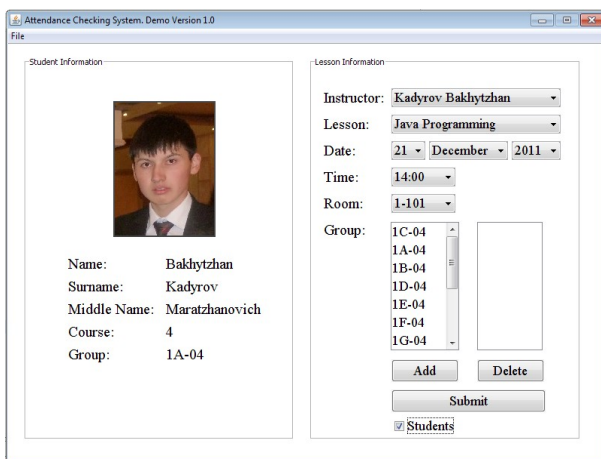 Attendance Checking System. Demo Version 1.0
File
Student Information
Name: Bakhytzhan
Surname: Kadyrov
Middle Name: Maratzhanovich
Course: 4
Group: 1A-04
Lesson Information
Instructor: Kadyrov Bakhytzhan
Lesson: Java Programming
Date: 21 December 2011
Time: 14:00
Room: 1-101
Group: 1C-04
1A-04
1B-04
1D-04
1E-04
1F-04
1G-04
Add Delete
Submit
Students